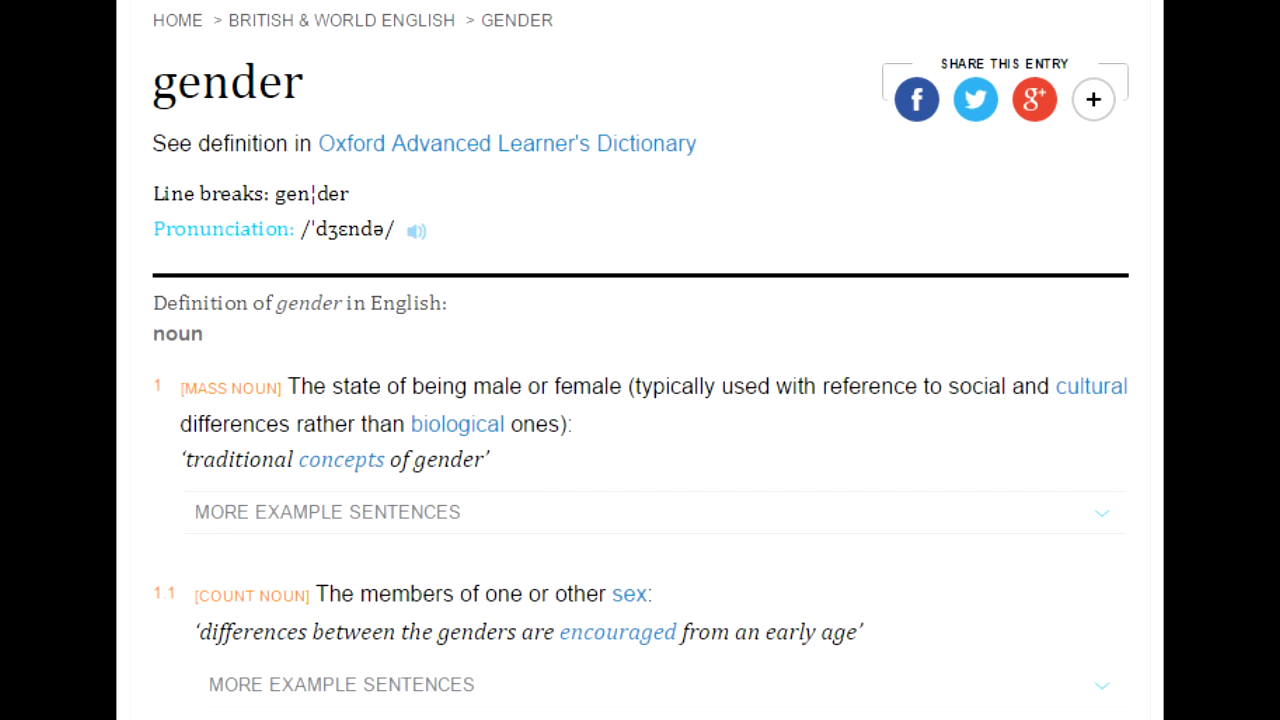 HOME > BRITISH & WORLD ENGLISH > GENDER
gender
SHARE THIS ENTRY
f g+ +
See definition in Oxford Advanced Learner's Dictionary
Line breaks: gen¦der
Pronunciation: /ˈdʒɛndə/
Definition of gender in English:
noun
1 [MASS NOUN] The state of being male or female (typically used with reference to social and cultural
differences rather than biological ones):
‘traditional concepts of gender’
MORE EXAMPLE SENTENCES
1.1 [COUNT NOUN] The members of one or other sex:
‘differences between the genders are encouraged from an early age’
MORE EXAMPLE SENTENCES